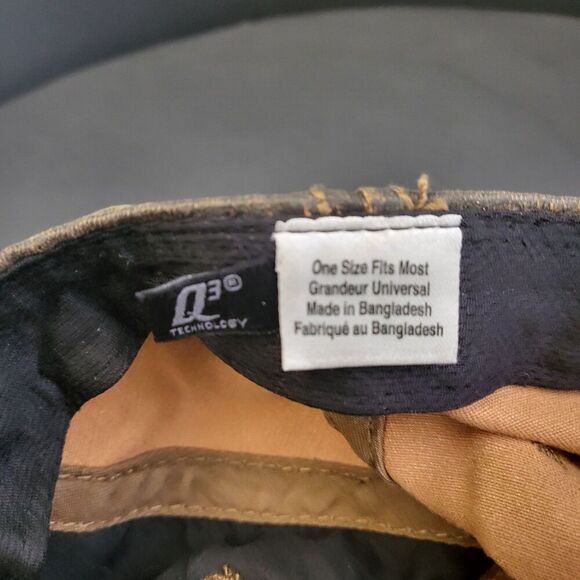 Q3®
TECHNOLOGY
One Size Fits Most
Grandeur Universal
Made in Bangladesh
Fabriqué au Bangladesh